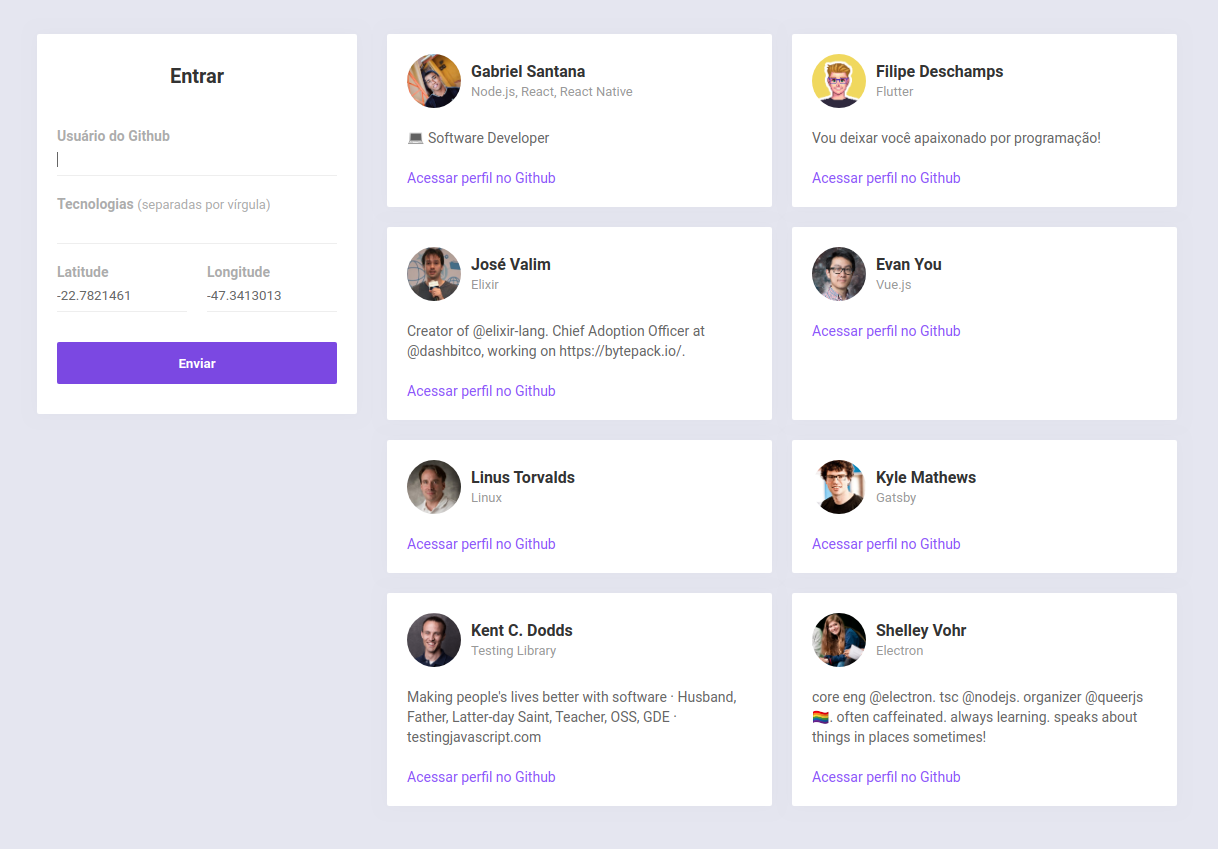 Entrar
Usuário do Github
Tecnologias (separadas por vírgula)
Latitude Longitude
-22.7821461 -47.3413013
Enviar
Gabriel Santana
Node.js, React, React Native
💻 Software Developer
Acessar perfil no Github
Filipe Deschamps
Flutter
Vou deixar você apaixonado por programação!
Acessar perfil no Github
José Valim
Elixir
Creator of @elixir-lang. Chief Adoption Officer at
@dashbitco, working on https://bytepack.io/.
Acessar perfil no Github
Evan You
Vue.js
Acessar perfil no Github
Linus Torvalds
Linux
Acessar perfil no Github
Kyle Mathews
Gatsby
Acessar perfil no Github
Kent C. Dodds
Testing Library
Making people's lives better with software · Husband,
Father, Latter-day Saint, Teacher, OSS, GDE ·
testingjavascript.com
Acessar perfil no Github
Shelley Vohr
Electron
core eng @electron. tsc @nodejs. organizer @queerjs
🏳️‍🌈. often caffeinated. always learning. speaks about
things in places sometimes!
Acessar perfil no Github